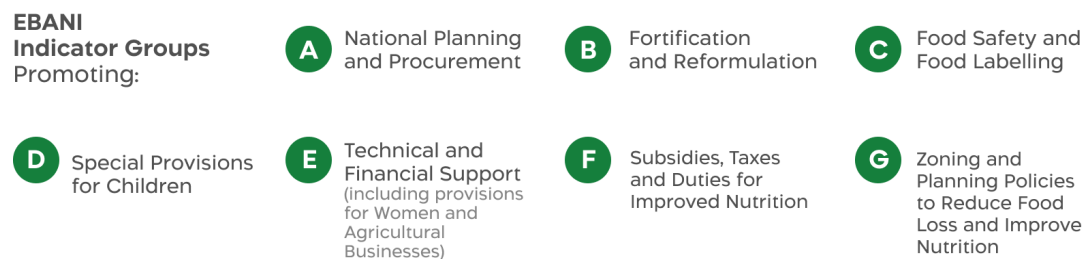 EBANI
Indicator Groups
Promoting:
A
National Planning
and Procurement
B
Fortification
and Reformulation
C
Food Safety and
Food Labelling
D
Special Provisions
for Children
E
Technical and
Financial Support
(including provisions
for Women and
Agricultural
Businesses)
F
Subsidies, Taxes
and Duties for
Improved Nutrition
G
Zoning and
Planning Policies
to Reduce Food
Loss and Improve
Nutrition